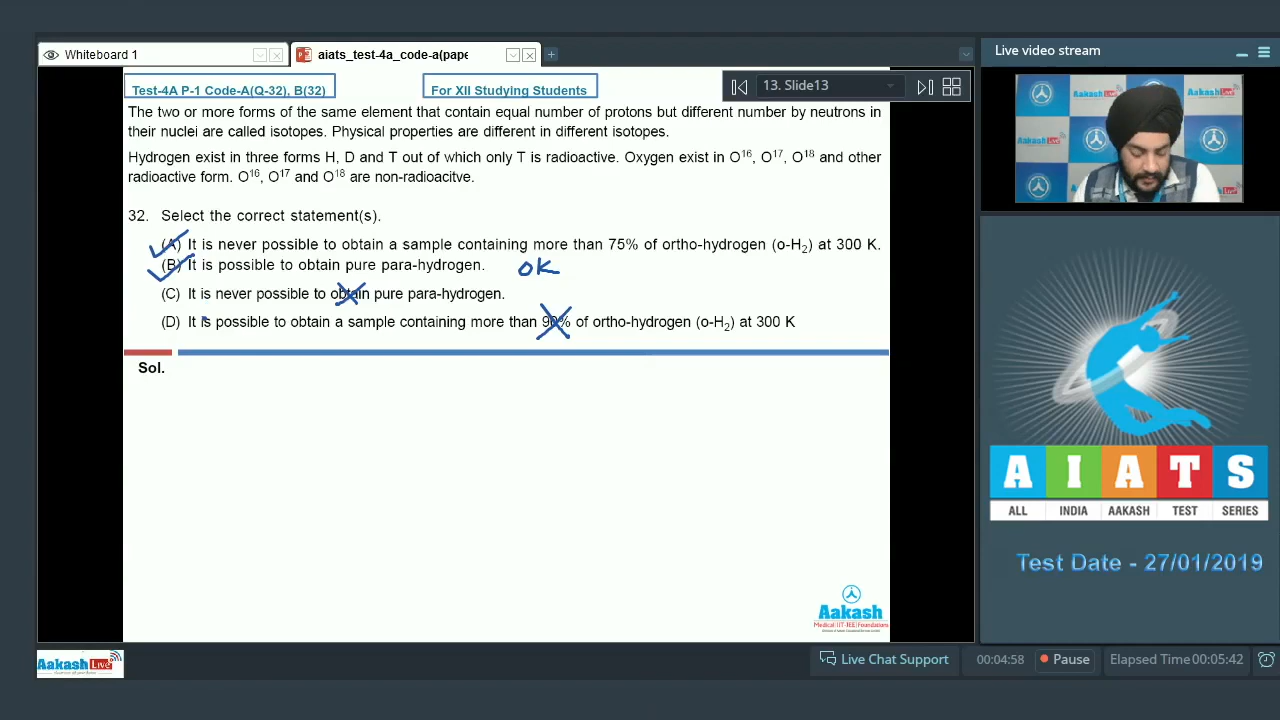 Whiteboard 1
aiats_test-4a_code-a(pape
Live video stream
Test-4A P-1 Code-A(Q-32), B(32)
For XII Studying Students
13. Slide13
The two or more forms of the same element that contain equal number of protons but different number by neutrons in
their nuclei are called isotopes. Physical properties are different in different isotopes.
Hydrogen exist in three forms H, D and T out of which only T is radioactive. Oxygen exist in O¹⁶, O¹⁷, O¹⁸ and other
radioactive form. O¹⁶, O¹⁷ and O¹⁸ are non-radioacitve.
32. Select the correct statement(s).
(A) It is never possible to obtain a sample containing more than 75% of ortho-hydrogen (o-H₂) at 300 K.
(B) It is possible to obtain pure para-hydrogen. OK
(C) It is never possible to obtain pure para-hydrogen.
(D) It is possible to obtain a sample containing more than 90% of ortho-hydrogen (o-H₂) at 300 K
Sol.
Aakash
Medical|IIT-JEE|Foundations
A I A T S
ALL INDIA AAKASH TEST SERIES
Test Date - 27/01/2019
Aakash Live
Live Chat Support
00:04:58
Pause
Elapsed Time 00:05:42